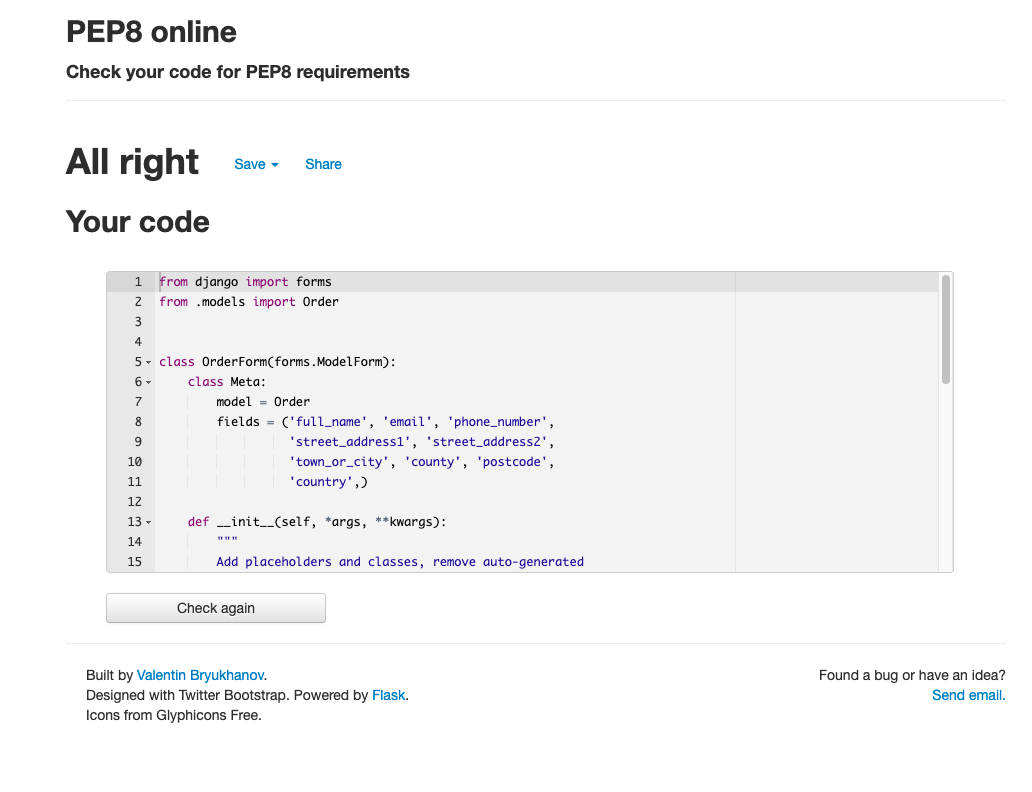 PEP8 online
Check your code for PEP8 requirements
All right Save Share
Your code
1 from django import forms
2 from .models import Order
3
4
5 class OrderForm(forms.ModelForm):
6     class Meta:
7         model = Order
8         fields = ('full_name', 'email', 'phone_number',
9                   'street_address1', 'street_address2',
10                   'town_or_city', 'county', 'postcode',
11                   'country',)
12
13     def __init__(self, *args, **kwargs):
14         """
15         Add placeholders and classes, remove auto-generated
Check again
Built by Valentin Bryukhanov. Found a bug or have an idea?
Designed with Twitter Bootstrap. Powered by Flask. Send email.
Icons from Glyphicons Free.